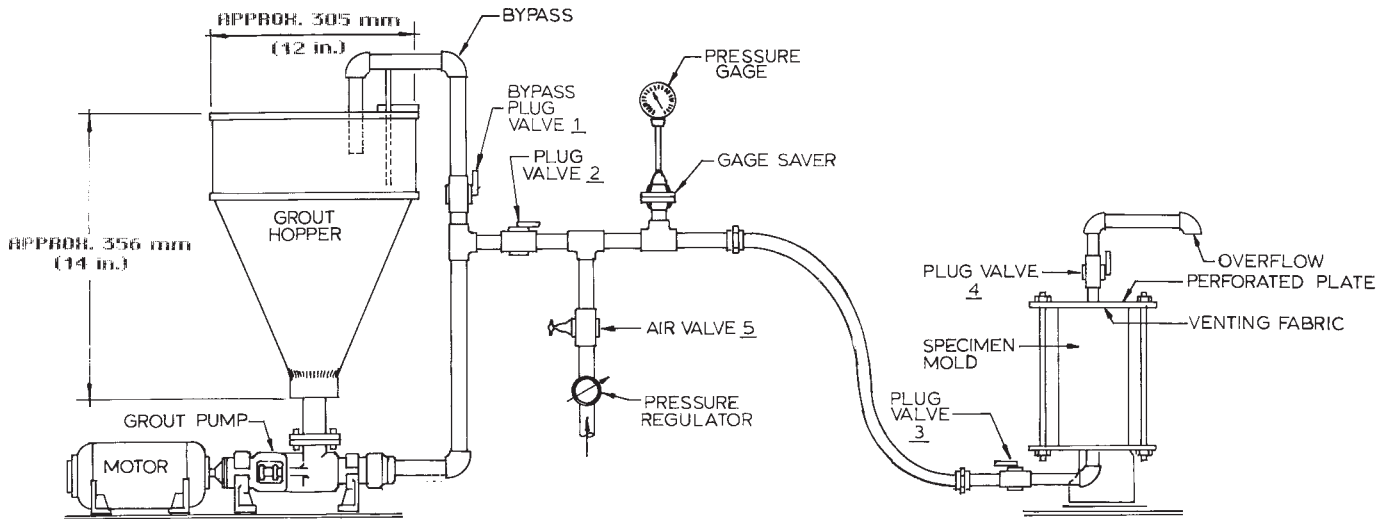 APPROX. 305 mm
(12 in.)
BYPASS
PRESSURE
GAGE
BYPASS
PLUG
VALVE 1
PLUG
VALVE 2
GAGE SAVER
GROUT
HOPPER
APPROX. 356 mm
(14 in.)
PLUG VALVE
4
OVERFLOW
PERFORATED PLATE
VENTING FABRIC
AIR VALVE 5
SPECIMEN
MOLD
PRESSURE
REGULATOR
PLUG
VALVE
3
GROUT PUMP
MOTOR